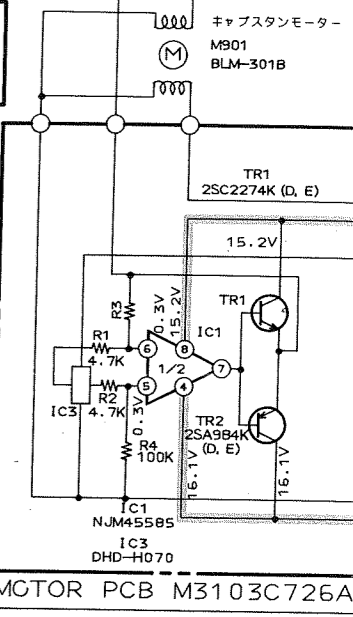 キャプスタンモーター
M901
M
BLM-301B
TR1
2SC2274K (D, E)
15.2V
R3
0.3V
15.2V
TR1
R1
IC1
6
8
4.7K
1/2
7
5
4
IC3
R2
4.7K
0.3V
TR2
2SA984K
(D, E)
R4
100K
16.1V
16.1V
IC1
NJM4558S
IC3
DHD-H070
MOTOR PCB M3103C726A